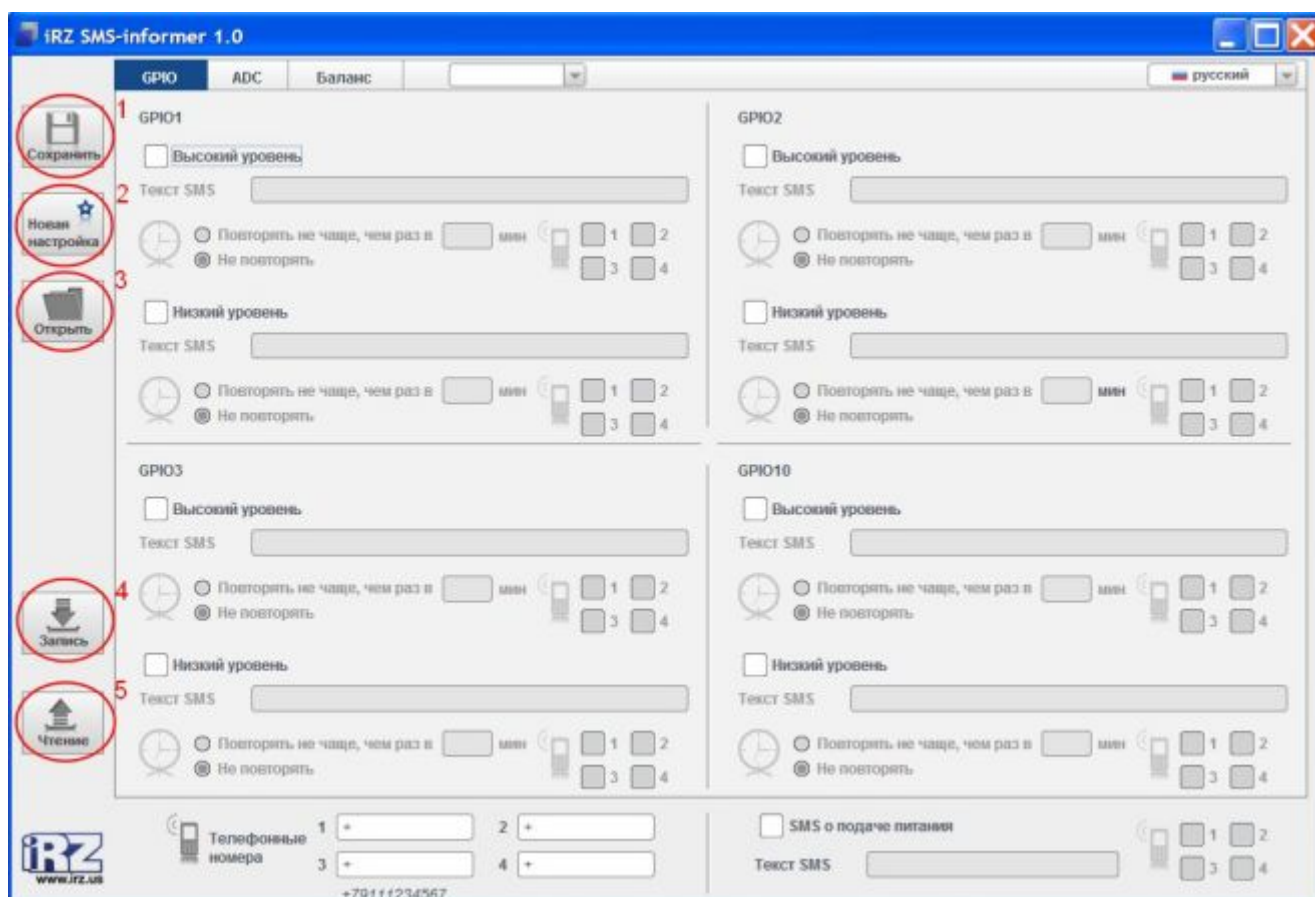 iRZ SMS-informer 1.0
GPIO ADC Баланс русский
1 Сохранить
2 Новая настройка
3 Открыть
4 Запись
5 Чтение
GPIO1
Высокий уровень
Текст SMS
Повторять не чаще, чем раз в мин 1 2
Не повторять 3 4
Низкий уровень
Текст SMS
Повторять не чаще, чем раз в мин 1 2
Не повторять 3 4
GPIO2
Высокий уровень
Текст SMS
Повторять не чаще, чем раз в мин 1 2
Не повторять 3 4
Низкий уровень
Текст SMS
Повторять не чаще, чем раз в мин 1 2
Не повторять 3 4
GPIO3
Высокий уровень
Текст SMS
Повторять не чаще, чем раз в мин 1 2
Не повторять 3 4
Низкий уровень
Текст SMS
Повторять не чаще, чем раз в мин 1 2
Не повторять 3 4
GPIO10
Высокий уровень
Текст SMS
Повторять не чаще, чем раз в мин 1 2
Не повторять 3 4
Низкий уровень
Текст SMS
Повторять не чаще, чем раз в мин 1 2
Не повторять 3 4
iRZ
www.irz.us
Телефонные
номера
1 + 2 +
3 + 4 +
+79111234567
SMS о подаче питания 1 2
Текст SMS 3 4